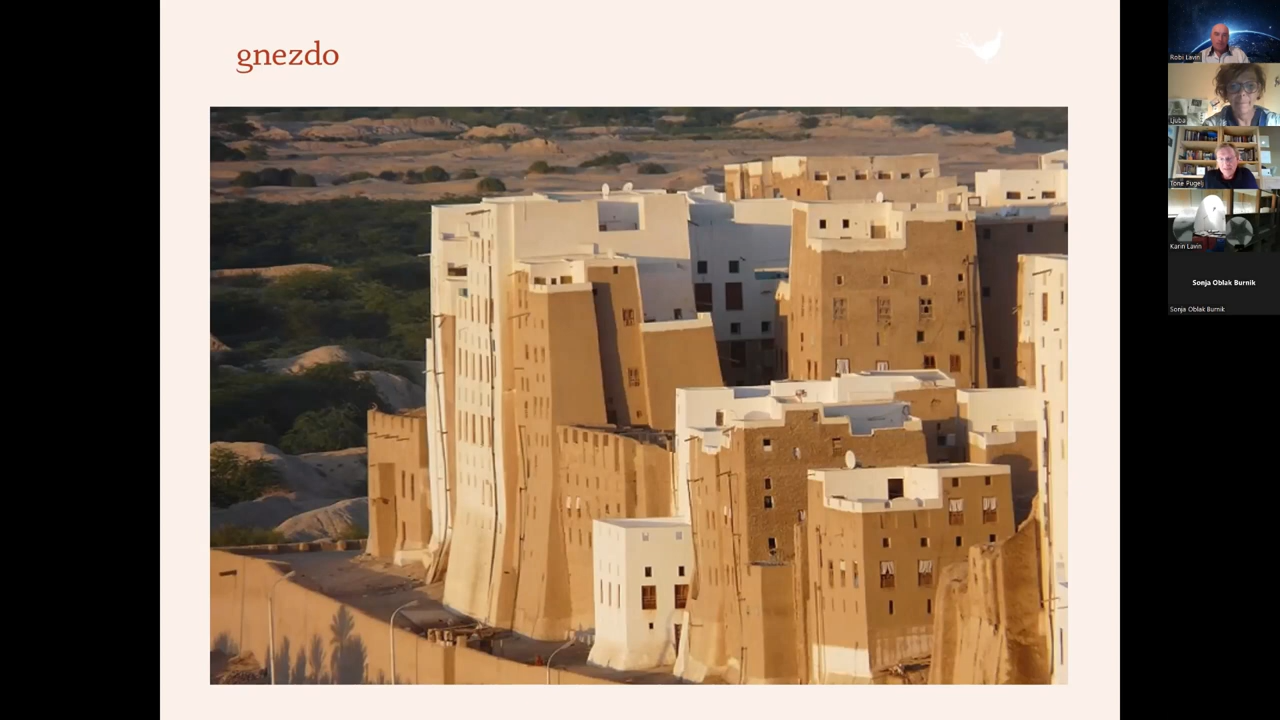 gnezdo
Robi Lavin
Ljuba
Tone Pugelj
Karin Lavin
Sonja Oblak Burnik
Sonja Oblak Burnik